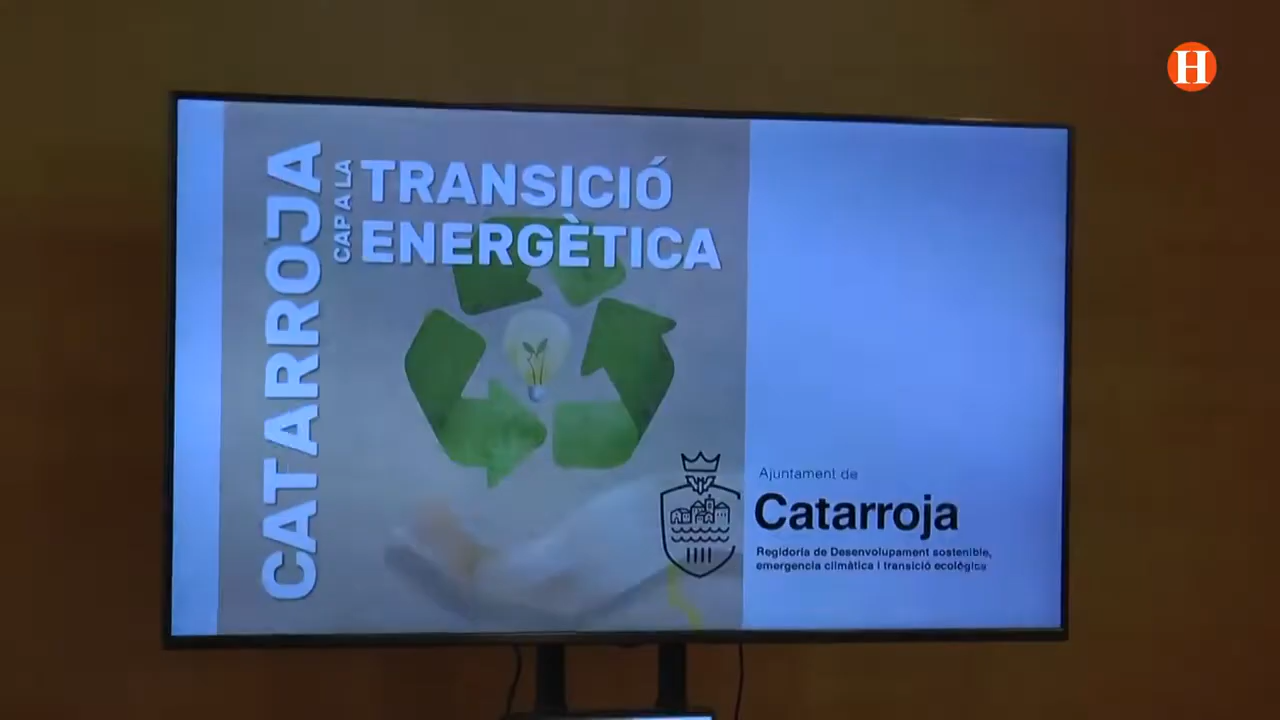 H
CATARROJA
CAP A LA
TRANSICIÓ
ENERGÈTICA
Ajuntament de
Catarroja
Regidoria de Desenvolupament sostenible,
emergencia climàtica i transició ecològica